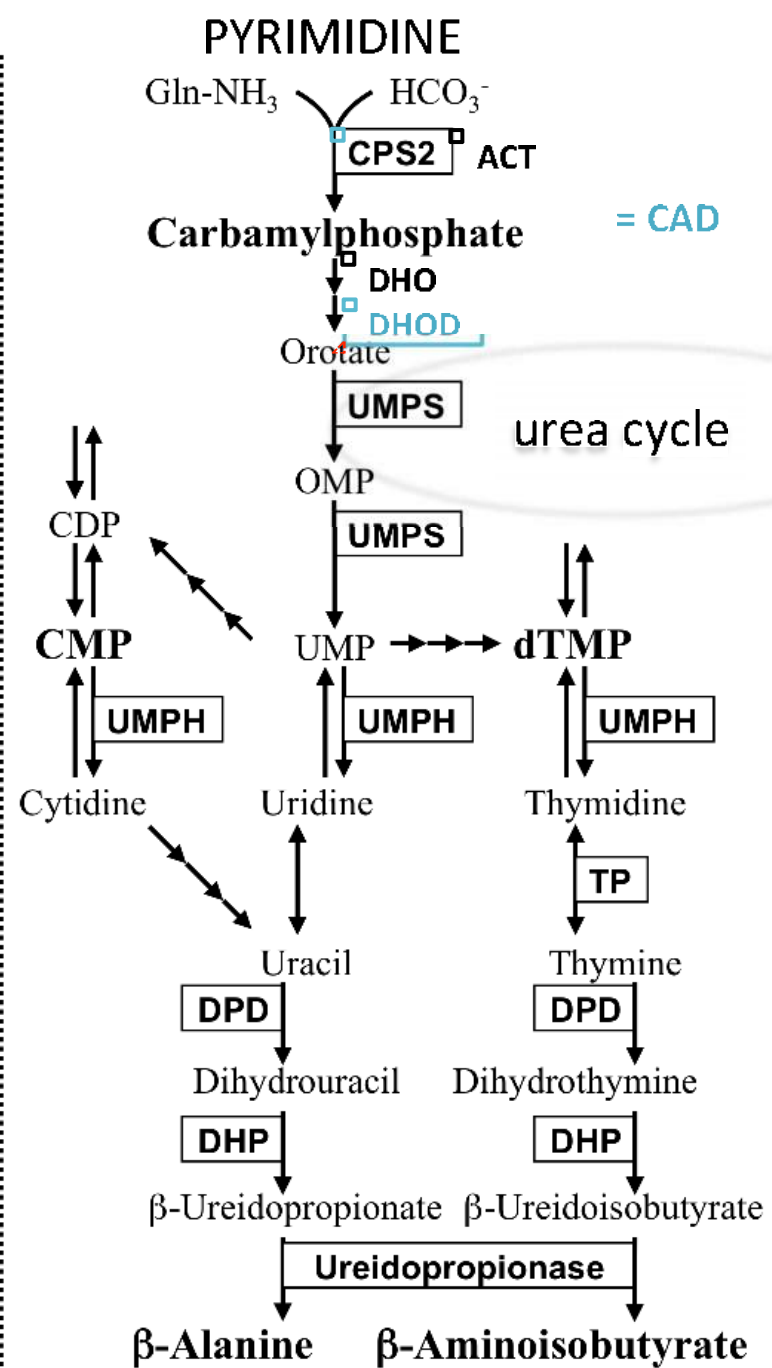 PYRIMIDINE
Gln-NH₃ HCO₃⁻
CPS2 ACT
Carbamylphosphate = CAD
DHO
DHOD
Orotate
UMPS
urea cycle
OMP
CDP
UMPS
CMP UMP dTMP
UMPH UMPH UMPH
Cytidine Uridine Thymidine
TP
Uracil Thymine
DPD DPD
Dihydrouracil Dihydrothymine
DHP DHP
β-Ureidopropionate β-Ureidoisobutyrate
Ureidopropionase
β-Alanine β-Aminoisobutyrate